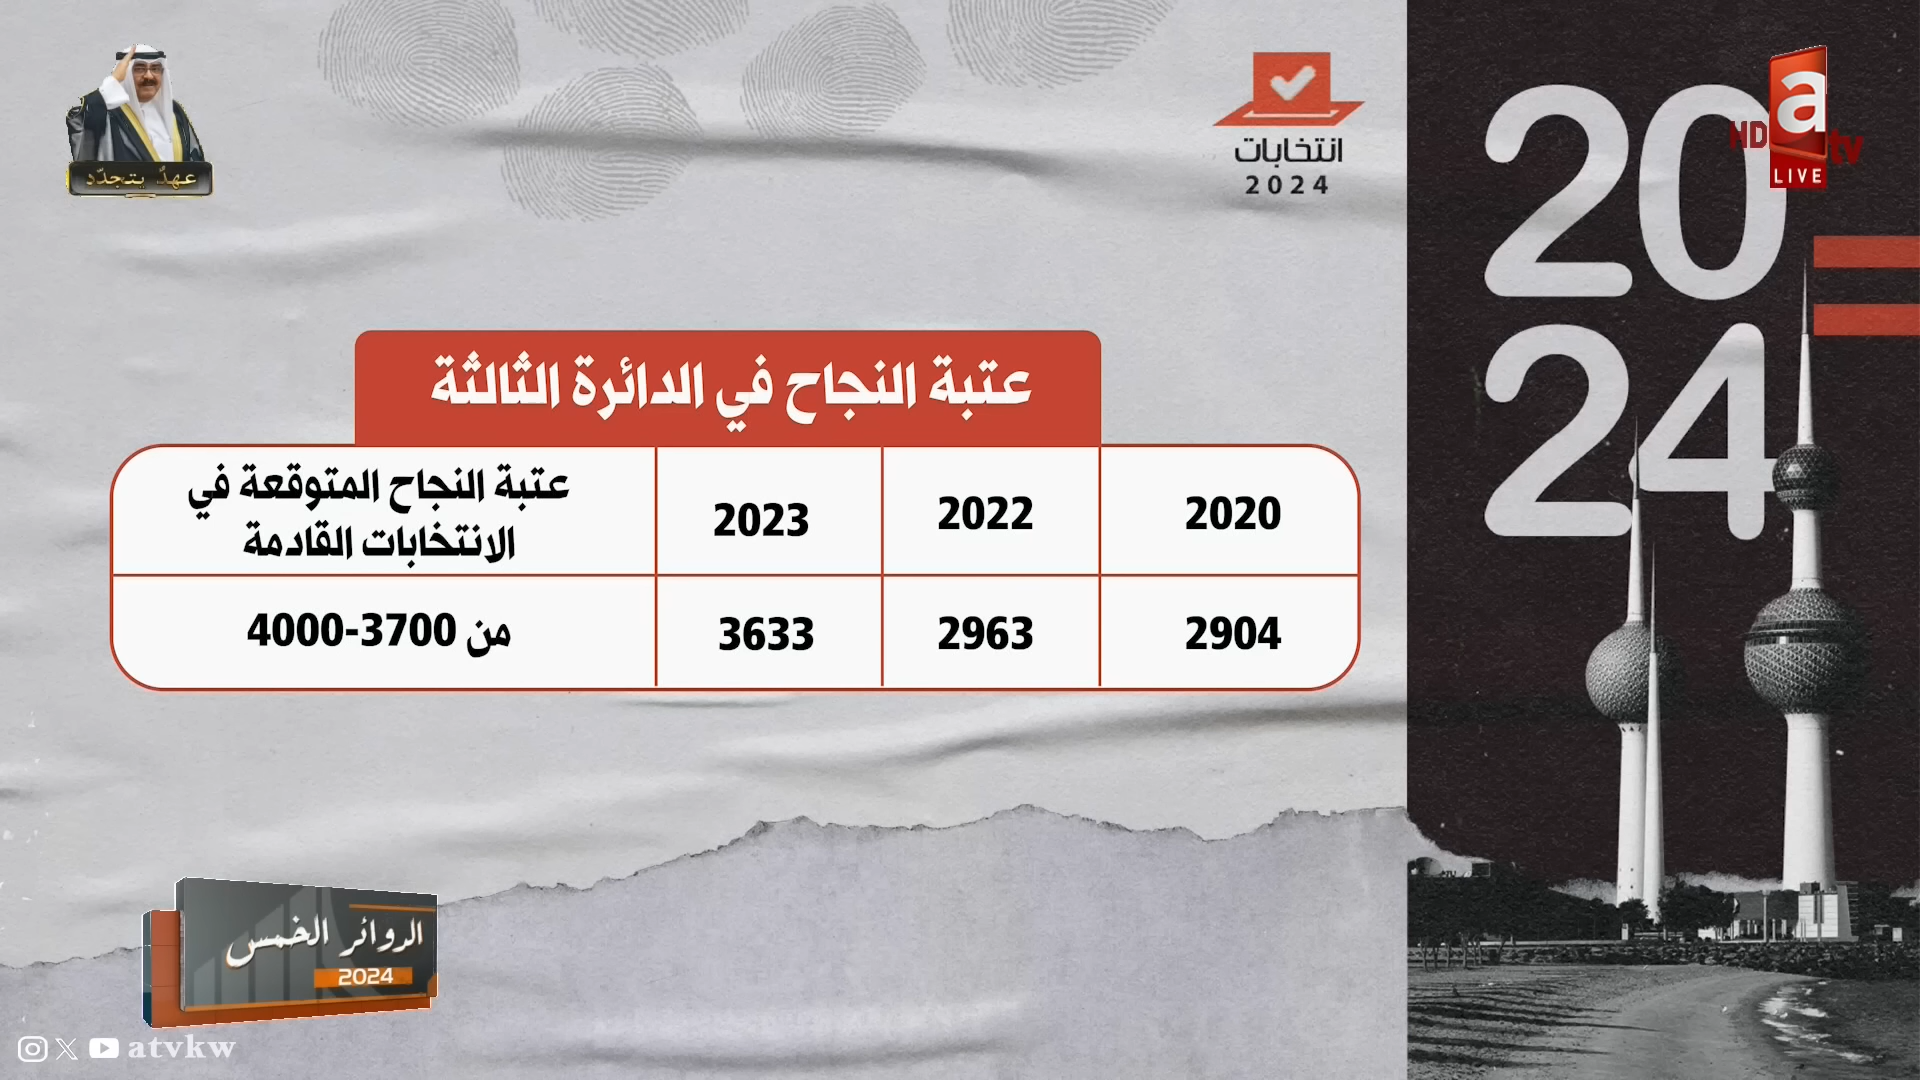 عهدٌ يتجدّد
انتخابات
2024
20
24
HD a tv
LIVE
عتبة النجاح في الدائرة الثالثة
2020
2022
2023
عتبة النجاح المتوقعة في
الانتخابات القادمة
2904
2963
3633
من 3700-4000
الدوائر الخمس
2024
atvkw